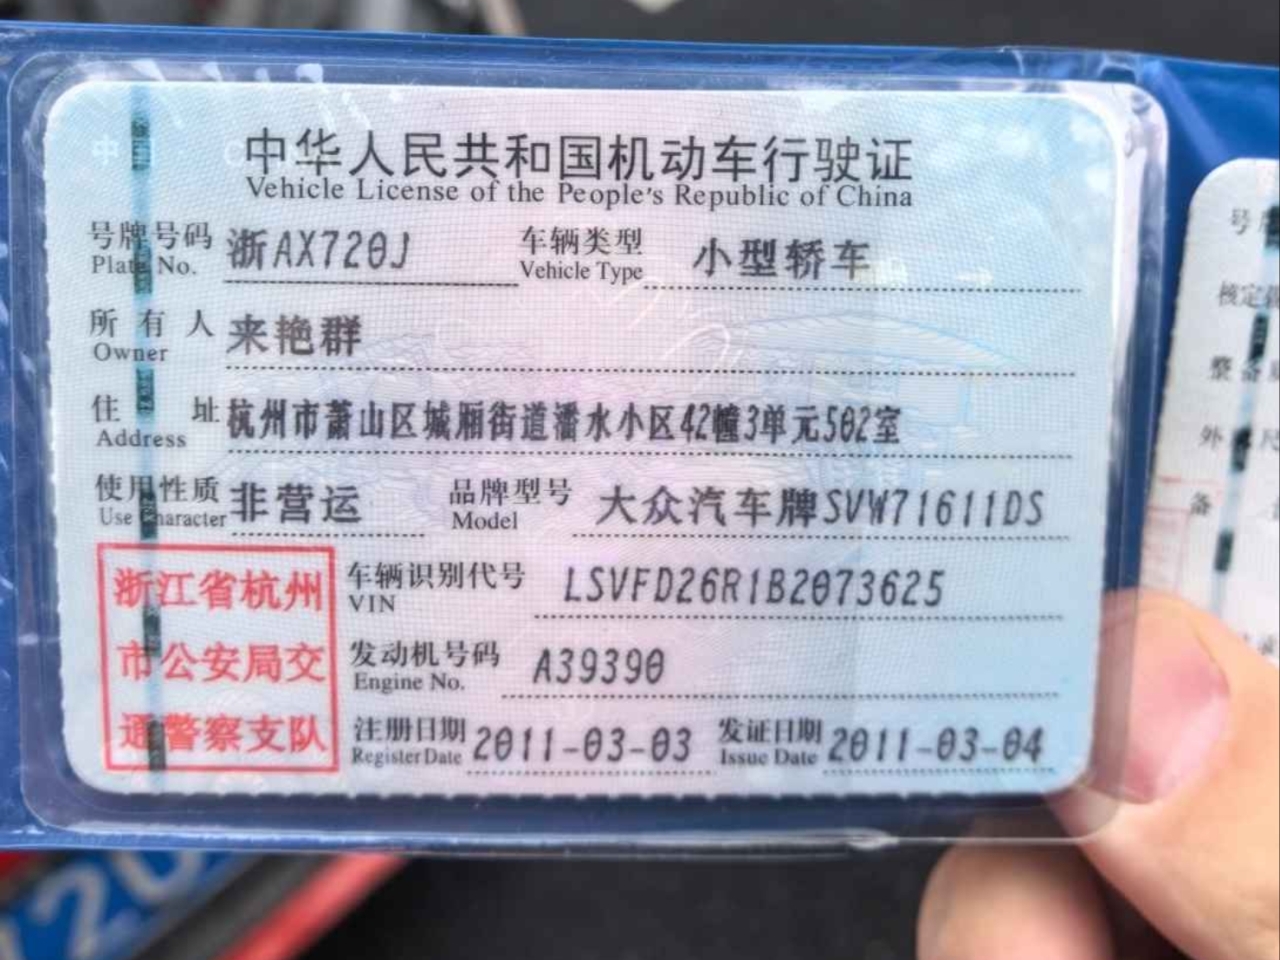 中华人民共和国机动车行驶证
Vehicle License of the People's Republic of China
号牌号码 浙AX720J 车辆类型 小型轿车
Plate No. Vehicle Type
所有人 来艳群
Owner
住址 杭州市萧山区城厢街道潘水小区42幢3单元502室
Address
使用性质 非营运 品牌型号 大众汽车牌SVW71611DS
Use Character Model
浙江省杭州
市公安局交
通警察支队
车辆识别代号 LSVFD26R1B2073625
VIN
发动机号码 A39390
Engine No.
注册日期 2011-03-03 发证日期 2011-03-04
Register Date Issue Date
号
核定
整备
外
备
720